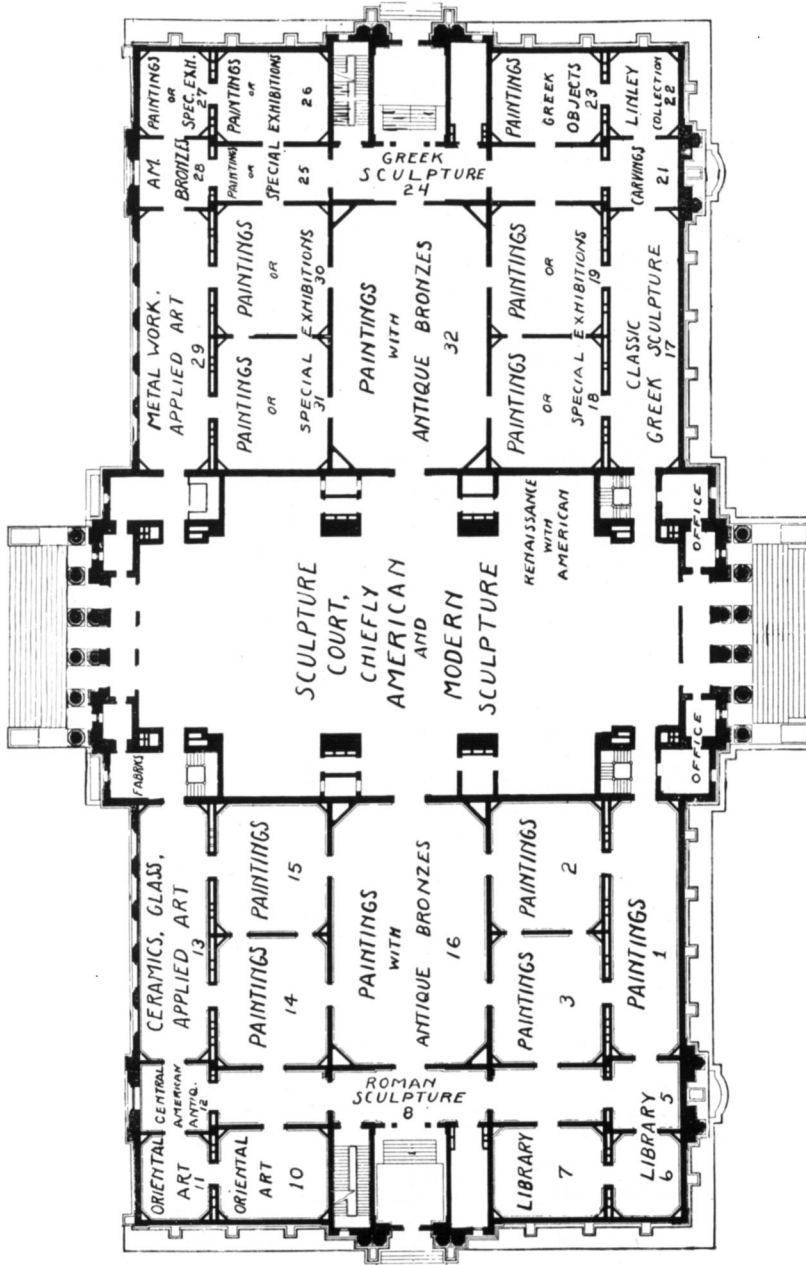 PAINTINGS
OR
SPEC. EXH.
27
PAINTINGS
OR
SPECIAL EXHIBITIONS
26
PAINTINGS
GREEK
OBJECTS
23
LINLEY
COLLECTION
22
AM.
BRONZES
28
PAINTINGS
OR
SPECIAL EXHIBITIONS
25
GREEK
SCULPTURE
24
CARVINGS
21
METAL WORK,
APPLIED ART
29
PAINTINGS
OR
SPECIAL EXHIBITIONS
30
PAINTINGS
OR
SPECIAL EXHIBITIONS
31
PAINTINGS
WITH
ANTIQUE BRONZES
32
PAINTINGS
OR
SPECIAL EXHIBITIONS
19
PAINTINGS
OR
SPECIAL EXHIBITIONS
18
CLASSIC
GREEK SCULPTURE
17
SCULPTURE
COURT,
CHIEFLY
AMERICAN
AND
MODERN
SCULPTURE
RENAISSANCE
WITH
AMERICAN
OFFICE
OFFICE
FABRICS
CERAMICS, GLASS,
APPLIED ART
13
PAINTINGS
15
PAINTINGS
14
PAINTINGS
WITH
ANTIQUE BRONZES
16
PAINTINGS
2
PAINTINGS
3
PAINTINGS
1
CENTRAL
AMERICAN
ANTIQ.
12
ROMAN
SCULPTURE
8
ORIENTAL
ART
11
ORIENTAL
ART
10
LIBRARY
7
LIBRARY
5
6